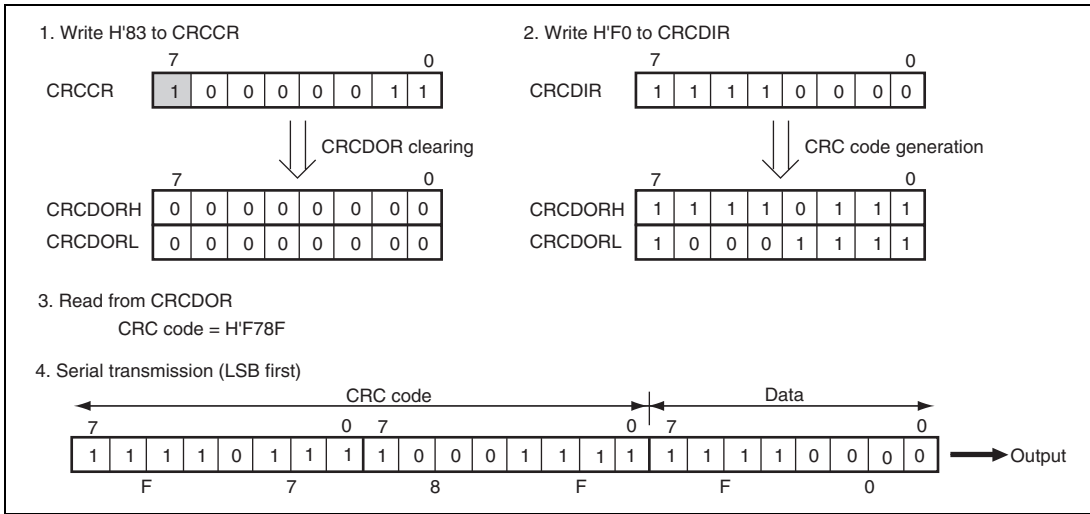 1. Write H'83 to CRCCR
7 0
CRCCR 1 0 0 0 0 0 1 1
CRCDOR clearing
7 0
CRCDORH 0 0 0 0 0 0 0 0
CRCDORL 0 0 0 0 0 0 0 0
2. Write H'F0 to CRCDIR
7 0
CRCDIR 1 1 1 1 0 0 0 0
CRC code generation
7 0
CRCDORH 1 1 1 1 0 1 1 1
CRCDORL 1 0 0 0 1 1 1 1
3. Read from CRCDOR
CRC code = H'F78F
4. Serial transmission (LSB first)
CRC code Data
7 0 7 0 7 0
1 1 1 1 0 1 1 1 1 0 0 0 1 1 1 1 1 1 1 1 0 0 0 0 Output
F 7 8 F F 0